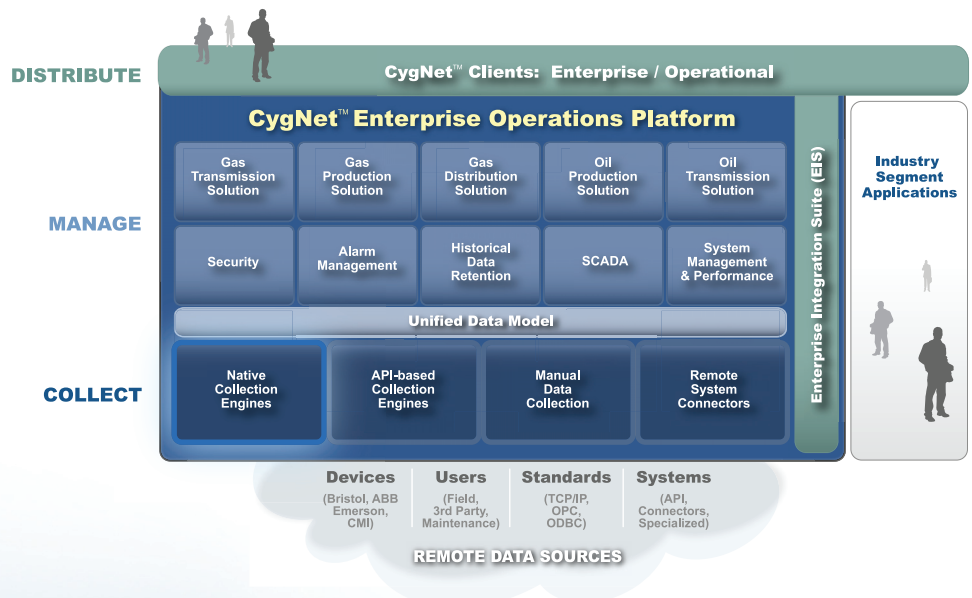 DISTRIBUTE
CygNet™ Clients: Enterprise / Operational
CygNet™ Enterprise Operations Platform
MANAGE
Gas
Transmission
Solution
Gas
Production
Solution
Gas
Distribution
Solution
Oil
Production
Solution
Oil
Transmission
Solution
Security
Alarm
Management
Historical
Data
Retention
SCADA
System
Management
& Performance
Unified Data Model
COLLECT
Native
Collection
Engines
API-based
Collection
Engines
Manual
Data
Collection
Remote
System
Connectors
Enterprise Integration Suite (EIS)
Industry
Segment
Applications
Devices
(Bristol, ABB
Emerson,
CMI)
Users
(Field,
3rd Party,
Maintenance)
Standards
(TCP/IP,
OPC,
ODBC)
Systems
(API,
Connectors,
Specialized)
REMOTE DATA SOURCES